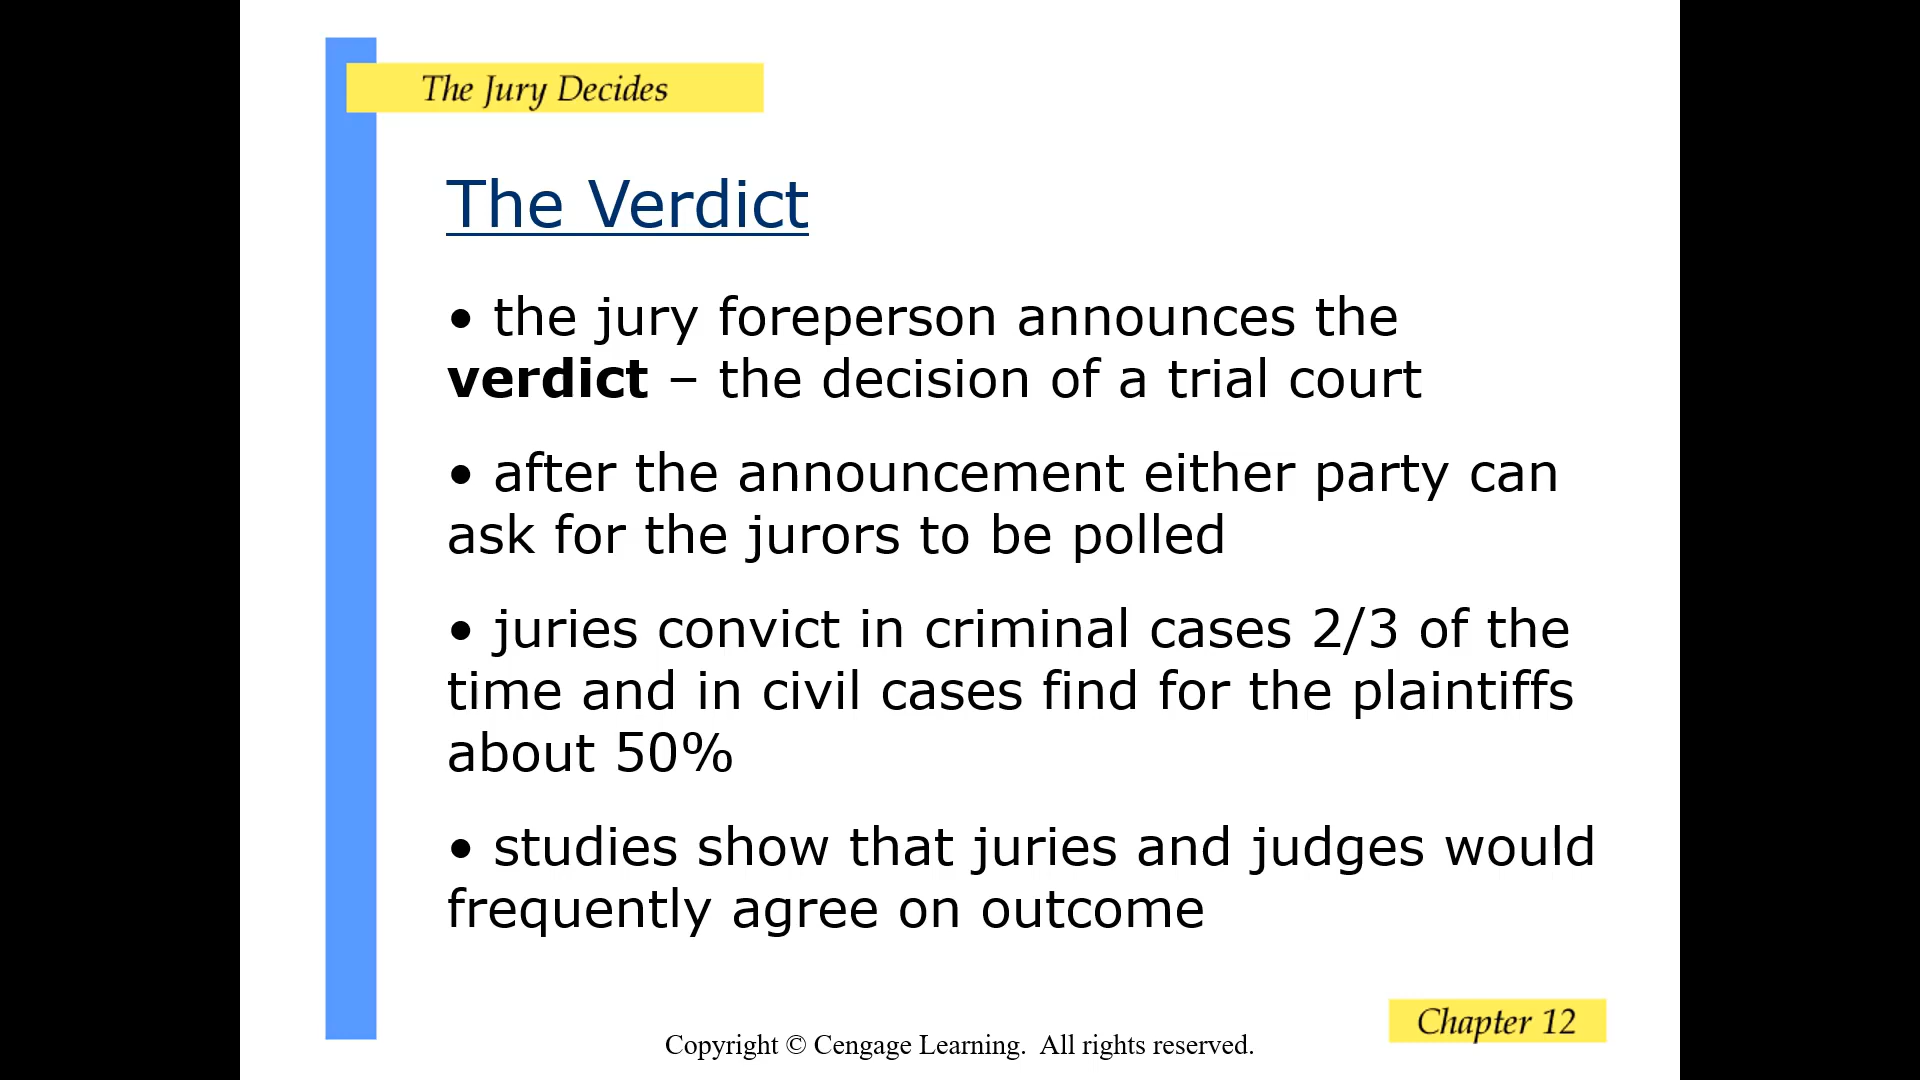 The Jury Decides
The Verdict
• the jury foreperson announces the
verdict – the decision of a trial court
• after the announcement either party can
ask for the jurors to be polled
• juries convict in criminal cases 2/3 of the
time and in civil cases find for the plaintiffs
about 50%
• studies show that juries and judges would
frequently agree on outcome
Chapter 12
Copyright © Cengage Learning. All rights reserved.